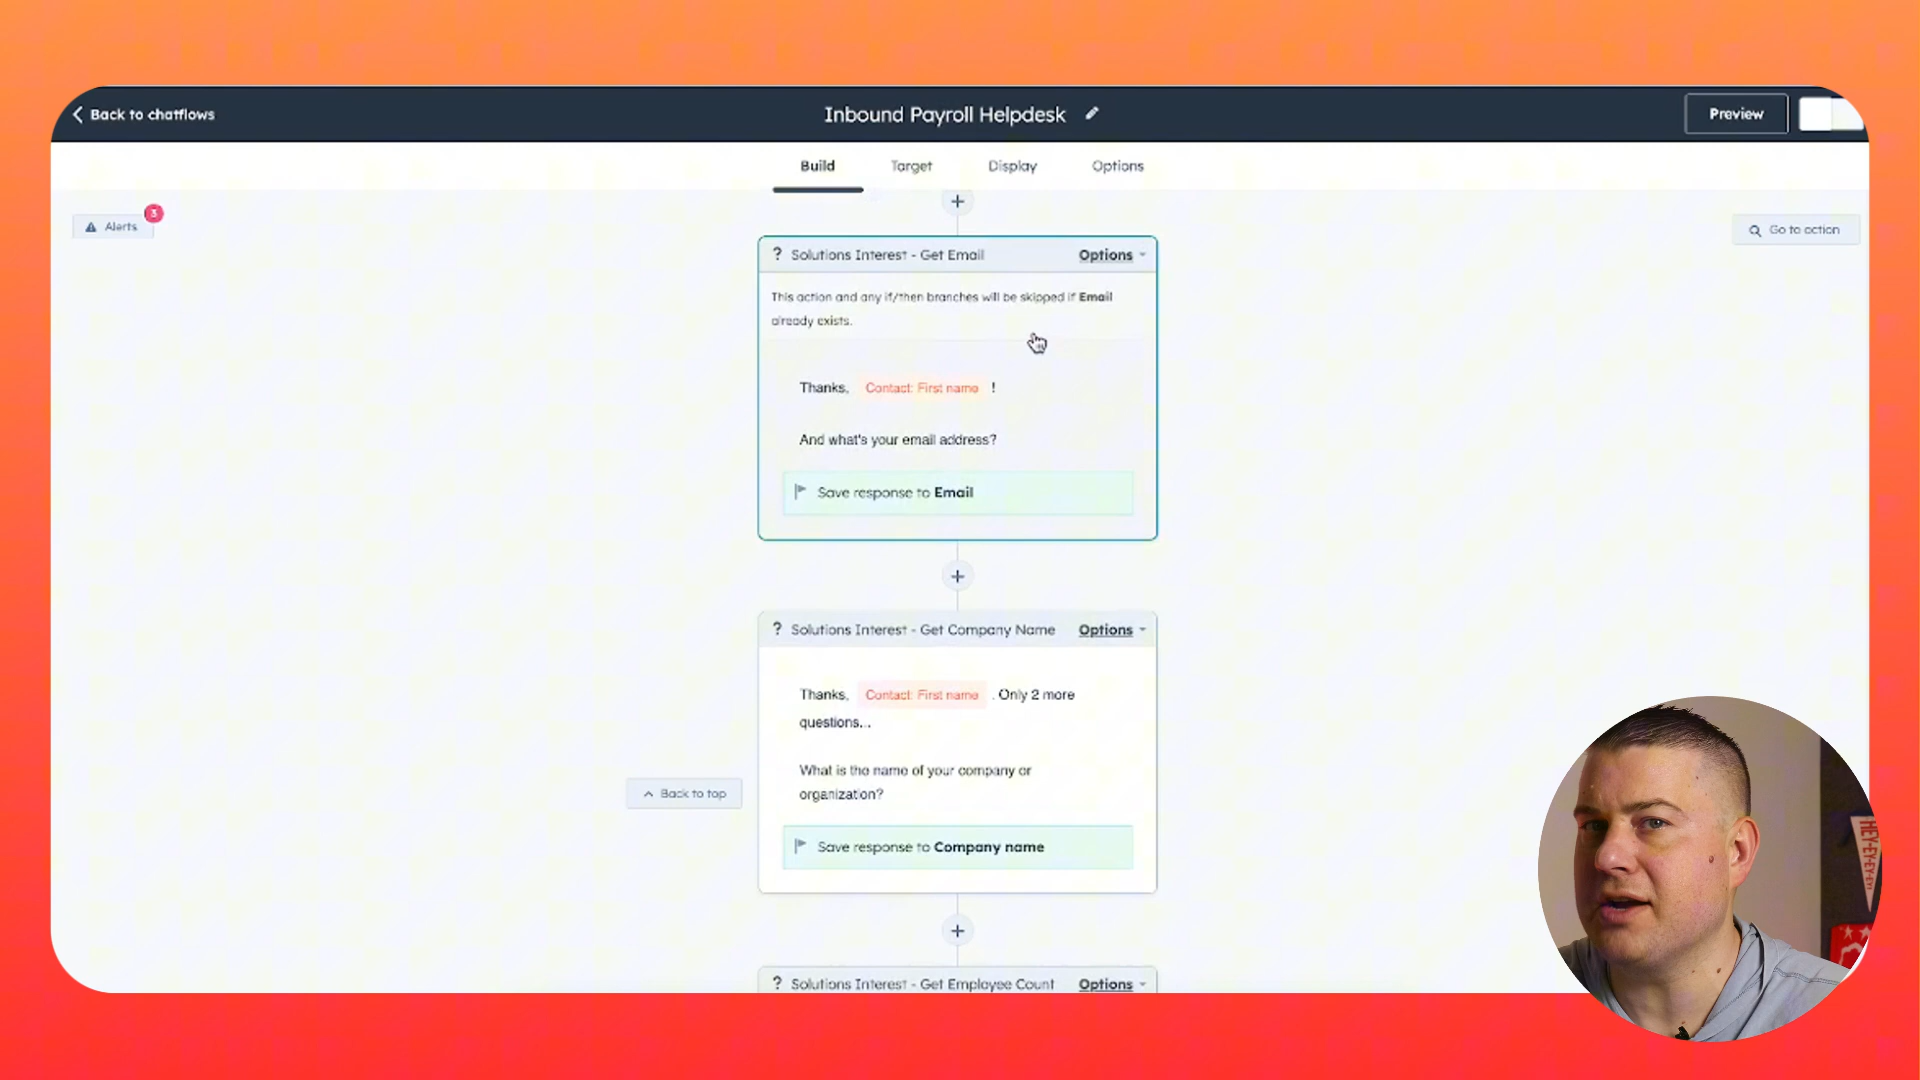 Back to chatflows
Inbound Payroll Helpdesk
Preview
Build
Target
Display
Options
Alerts
3
Go to action
? Solutions Interest - Get Email
Options
This action and any if/then branches will be skipped if Email
already exists.
Thanks, Contact: First name !
And what's your email address?
Save response to Email
? Solutions Interest - Get Company Name
Options
Thanks, Contact: First name . Only 2 more
questions...
What is the name of your company or
organization?
Save response to Company name
Back to top
? Solutions Interest - Get Employee Count
Options
HEY-EY-EY-EY!